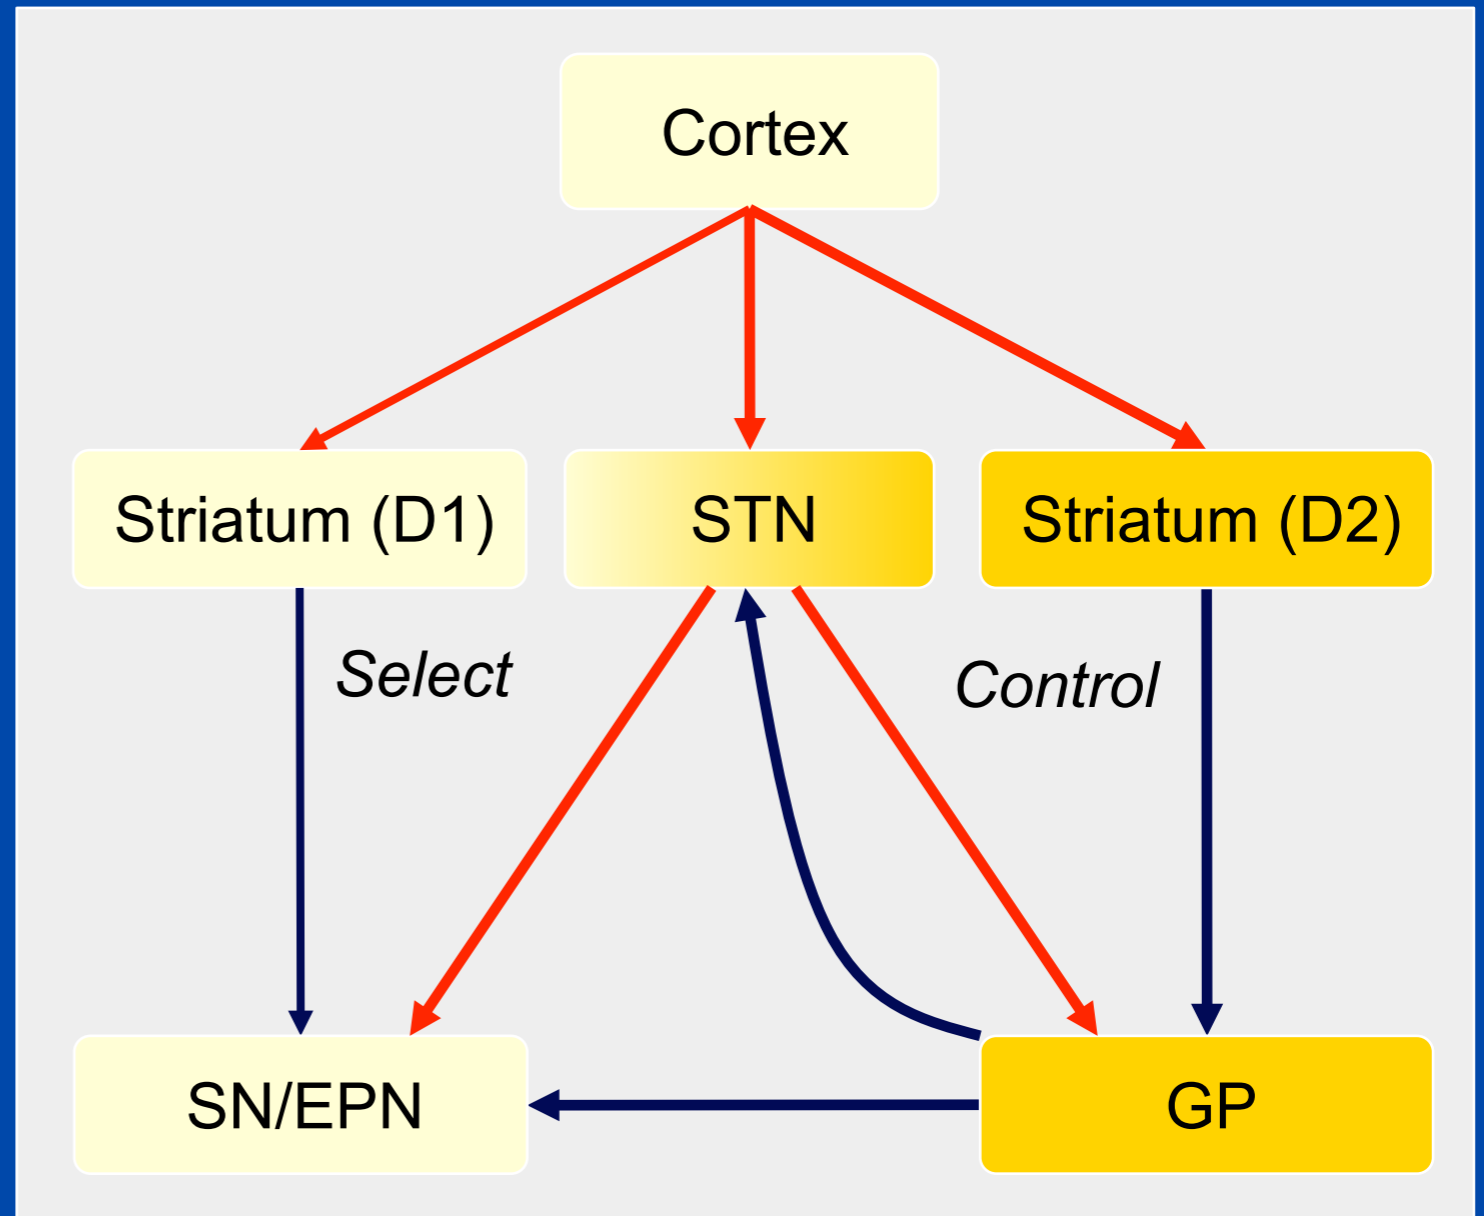 Cortex
Striatum (D1)
STN
Striatum (D2)
Select
Control
SN/EPN
GP